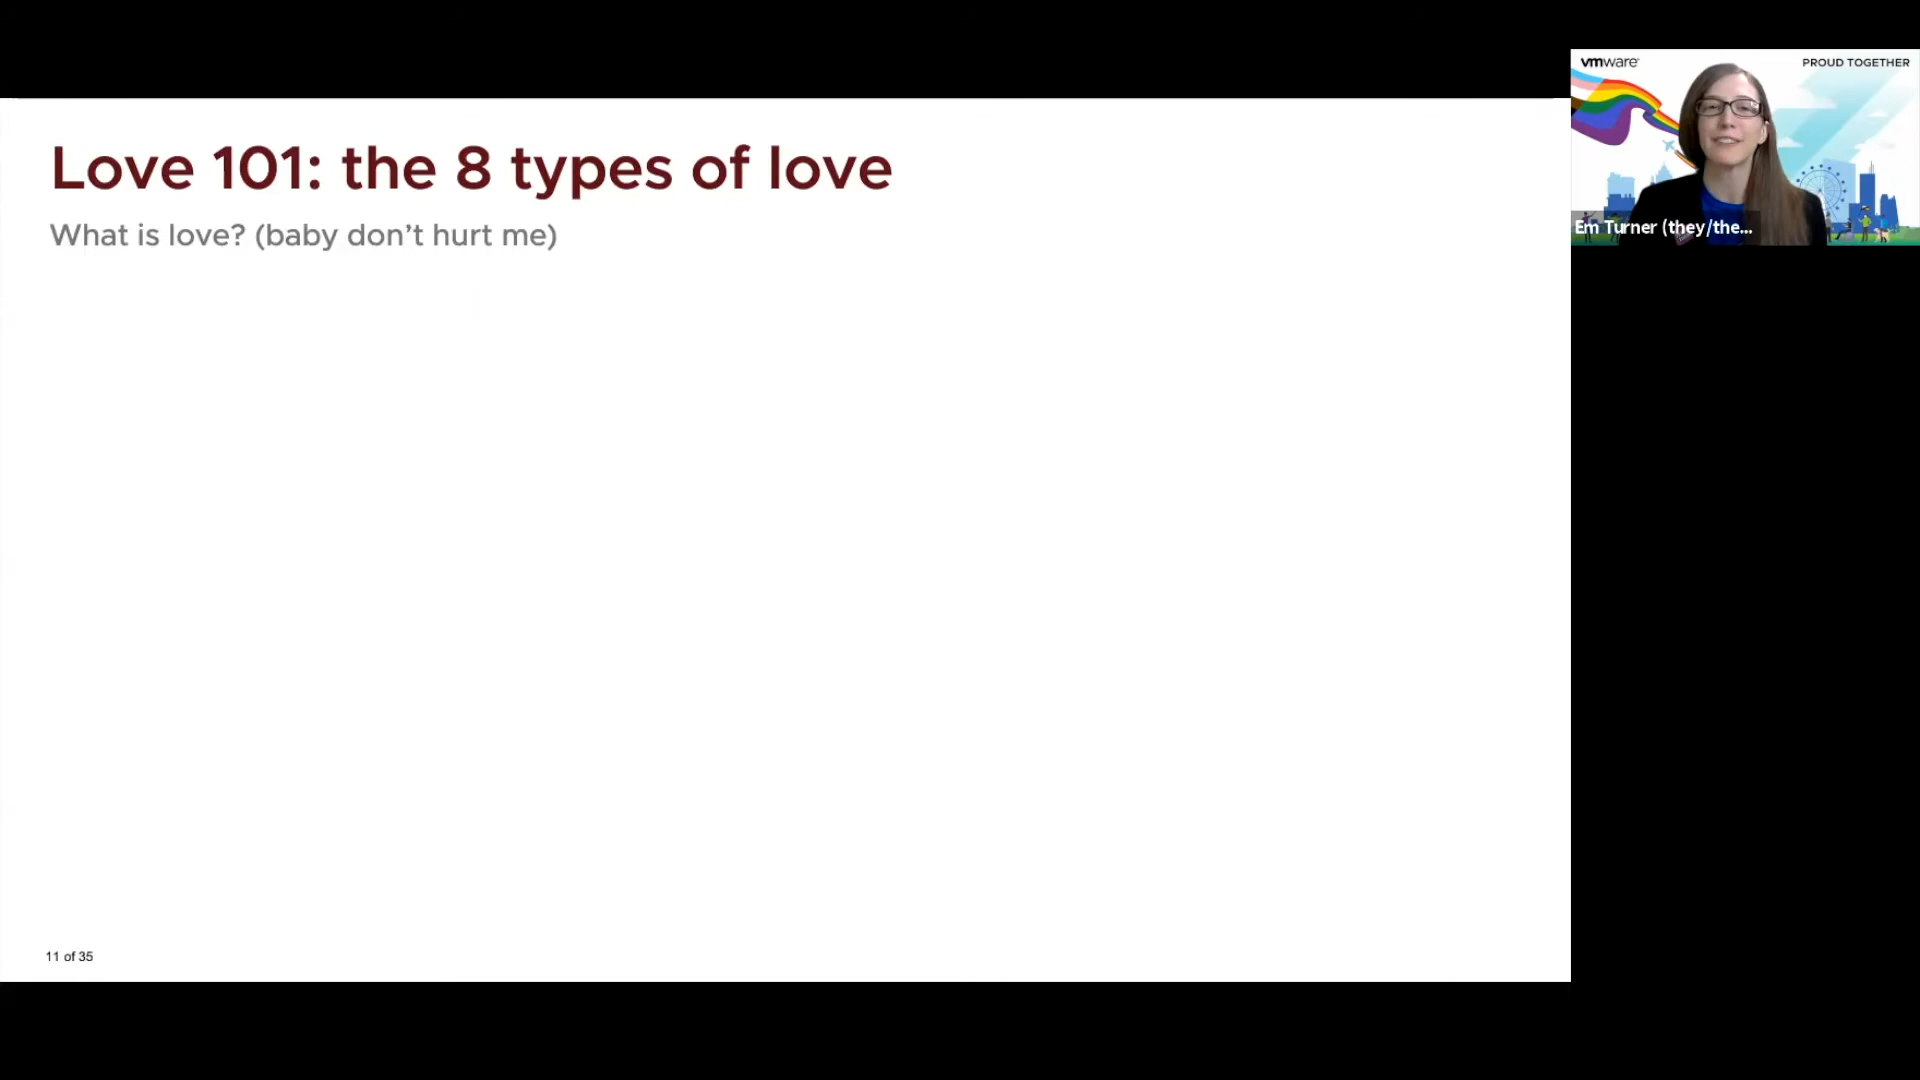 Love 101: the 8 types of love
What is love? (baby don’t hurt me)
11 of 35
vmware®
PROUD TOGETHER
Em Turner (they/the...